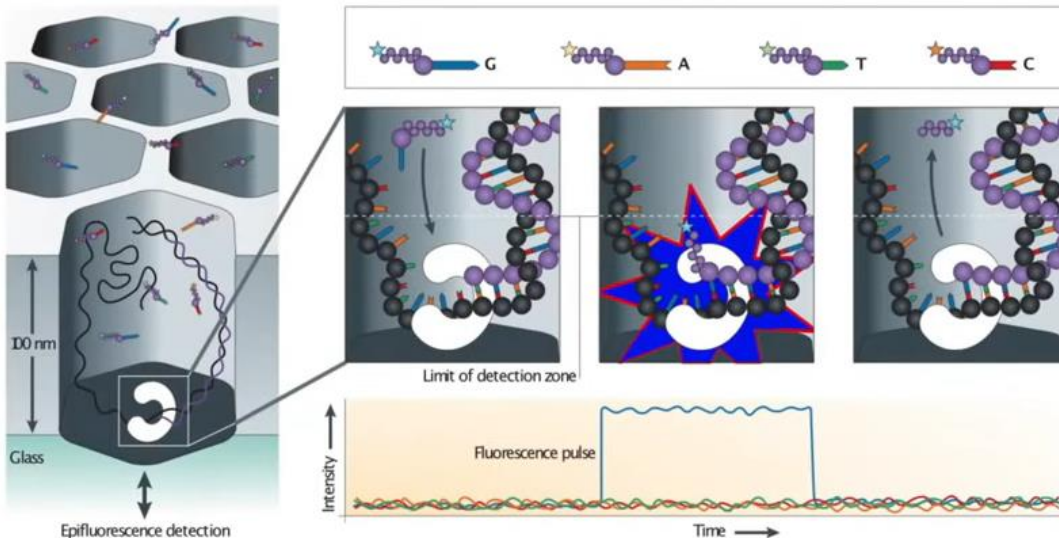 G A T C
100 nm
Limit of detection zone
Glass
Fluorescence pulse
Intensity
Time
Epifluorescence detection